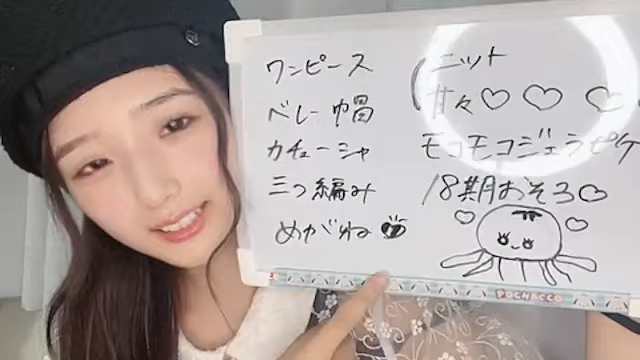 ワンピース
ベレー帽
カチューシャ
三つ編み
めがね
ニット
甘々♡♡♡
モコモコジェラピケ
18期おそろ♡
POCHACCO